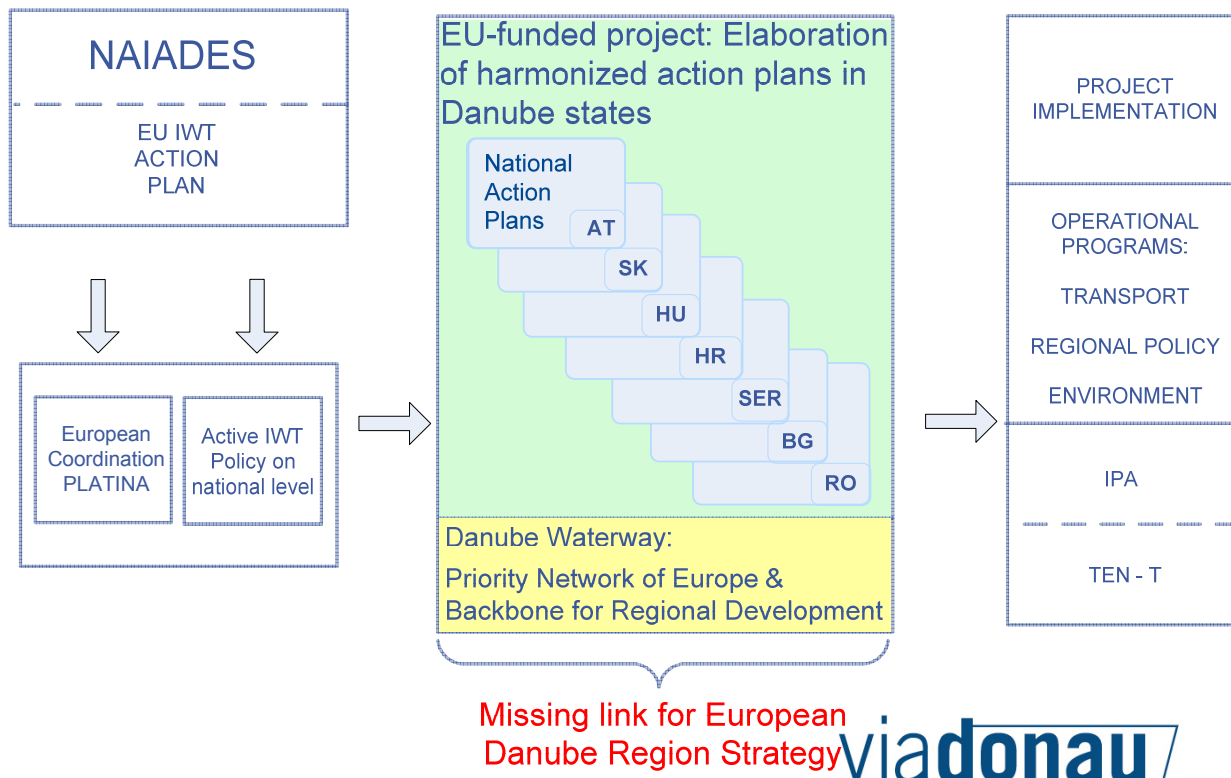 NAIADES
EU IWT
ACTION
PLAN
European
Coordination
PLATINA
Active IWT
Policy on
national level
EU-funded project: Elaboration
of harmonized action plans in
Danube states
National
Action
Plans
AT
SK
HU
HR
SER
BG
RO
Danube Waterway:
Priority Network of Europe &
Backbone for Regional Development
Missing link for European
Danube Region Strategy
PROJECT
IMPLEMENTATION
OPERATIONAL
PROGRAMS:
TRANSPORT
REGIONAL POLICY
ENVIRONMENT
IPA
TEN - T
viadonau